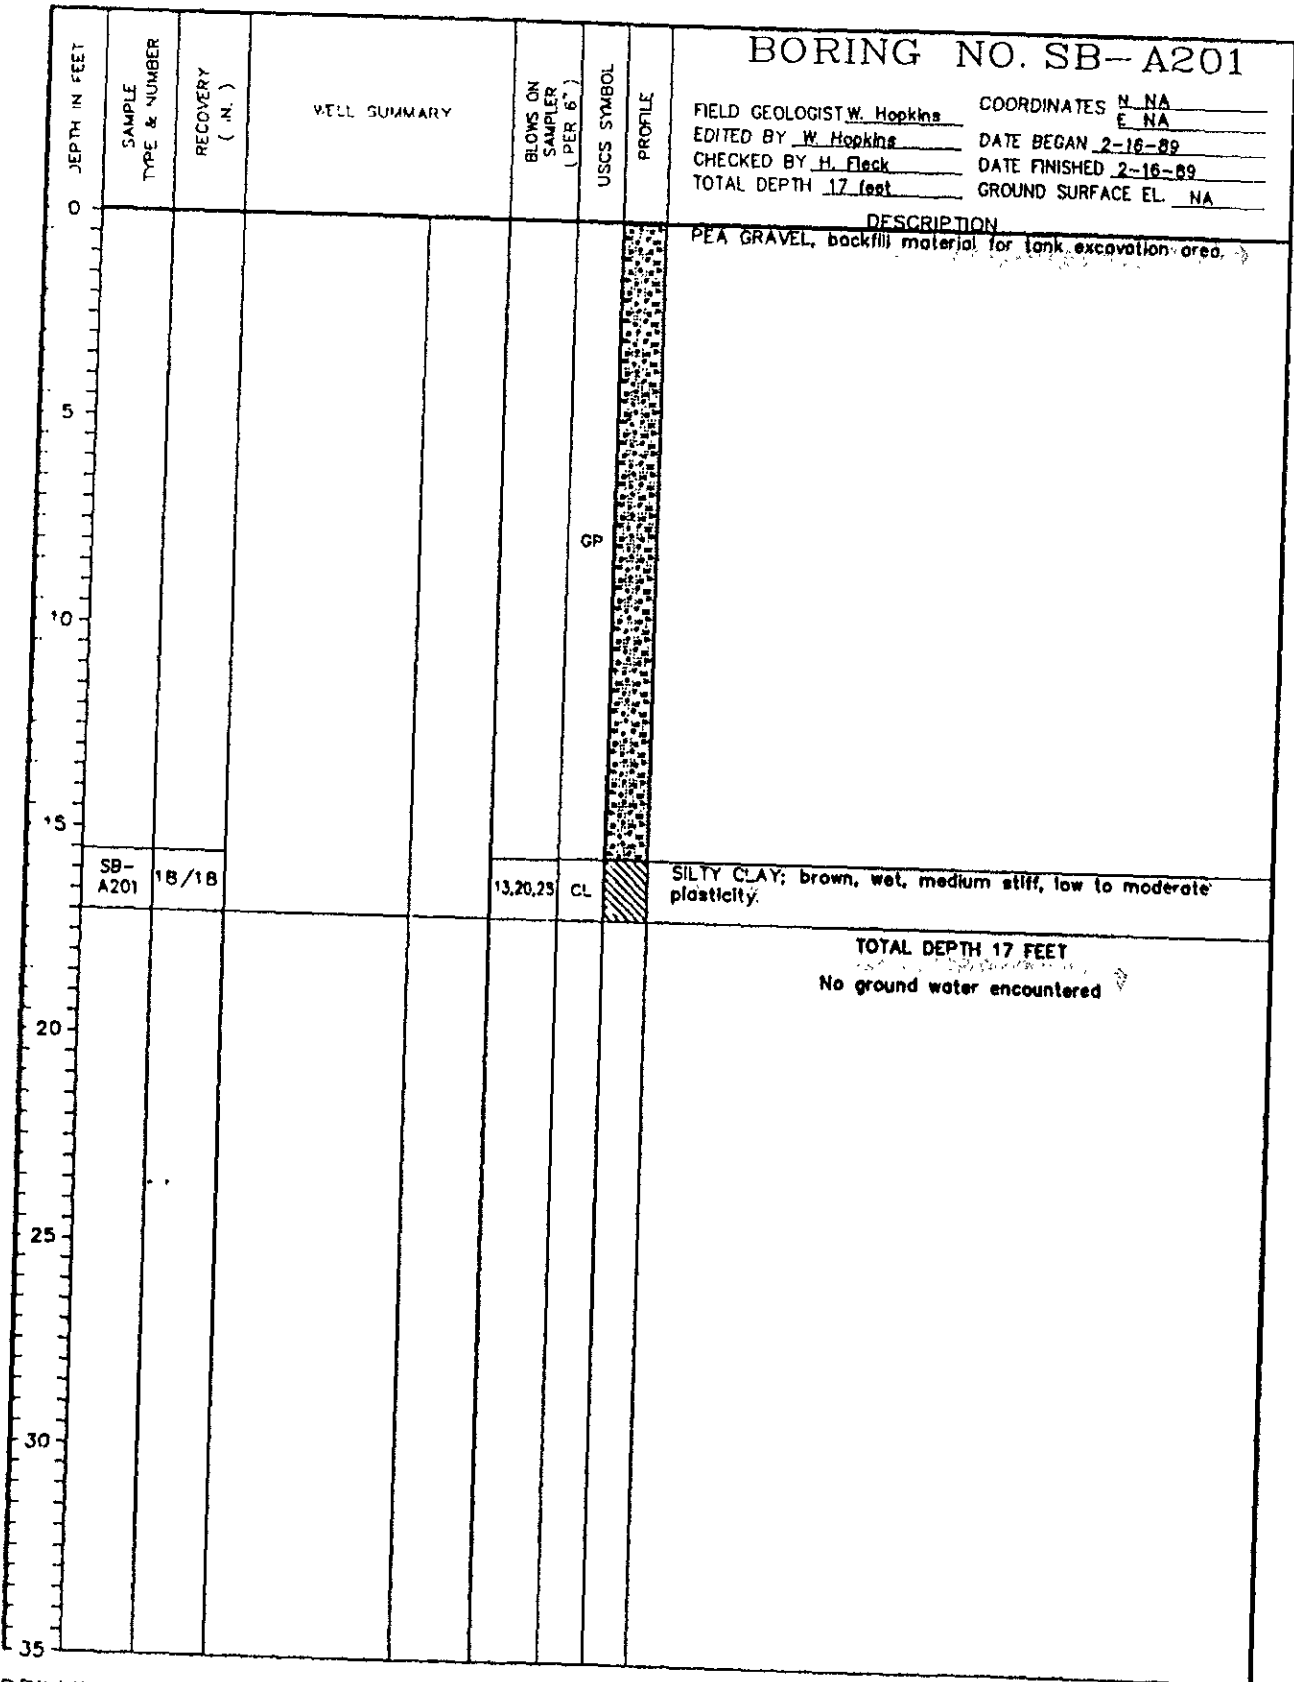 BORING NO. SB-A201
DEPTH IN FEET
SAMPLE
TYPE & NUMBER
RECOVERY
( IN. )
WELL SUMMARY
BLOWS ON
SAMPLER
( PER 6" )
USCS SYMBOL
PROFILE
FIELD GEOLOGIST W. Hopkins
EDITED BY W. Hopkins
CHECKED BY H. Fleck
TOTAL DEPTH 17 feet
COORDINATES N NA
E NA
DATE BEGAN 2-16-89
DATE FINISHED 2-16-89
GROUND SURFACE EL. NA
DESCRIPTION
0
PEA GRAVEL, backfill material for tank excavation area.
5
GP
10
15
SB-
A201
18/18
13,20,23
CL
SILTY CLAY; brown, wet, medium stiff, low to moderate
plasticity.
TOTAL DEPTH 17 FEET
No ground water encountered
20
25
30
35